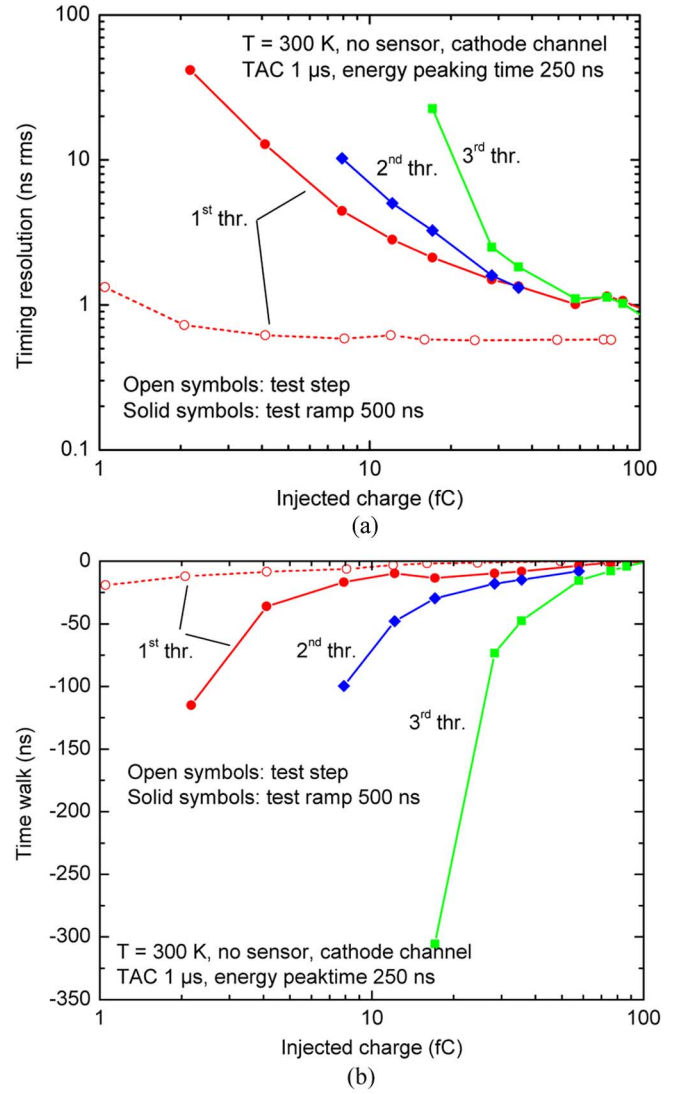 100
T = 300 K, no sensor, cathode channel
TAC 1 µs, energy peaking time 250 ns
10
2nd thr.
3rd thr.
1st thr.
1
Open symbols: test step
Solid symbols: test ramp 500 ns
0.1
Timing resolution (ns rms)
1 10 100
Injected charge (fC)
(a)
0
-50
1st thr.
2nd thr.
-100
3rd thr.
-150
Open symbols: test step
Solid symbols: test ramp 500 ns
-200
-250
-300
T = 300 K, no sensor, cathode channel
TAC 1 µs, energy peaktime 250 ns
-350
Time walk (ns)
1 10 100
Injected charge (fC)
(b)